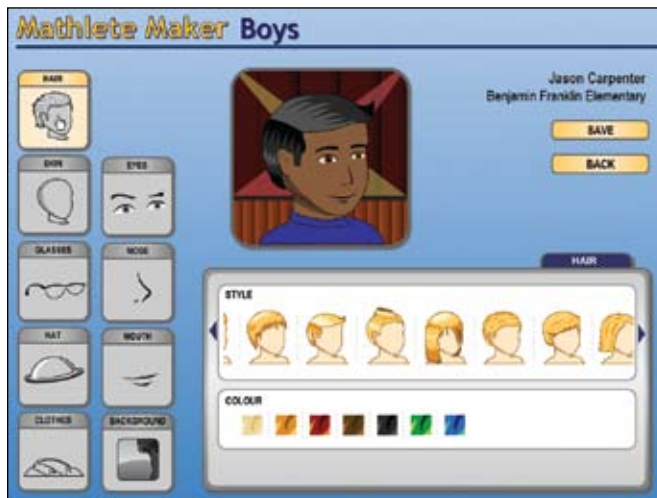 Mathlete Maker Boys
HAIR
Jason Carpenter
Benjamin Franklin Elementary
SAVE
BACK
SKIN
EYES
GLASSES
NOSE
HAT
MOUTH
CLOTHES
BACKGROUND
HAIR
STYLE
COLOUR